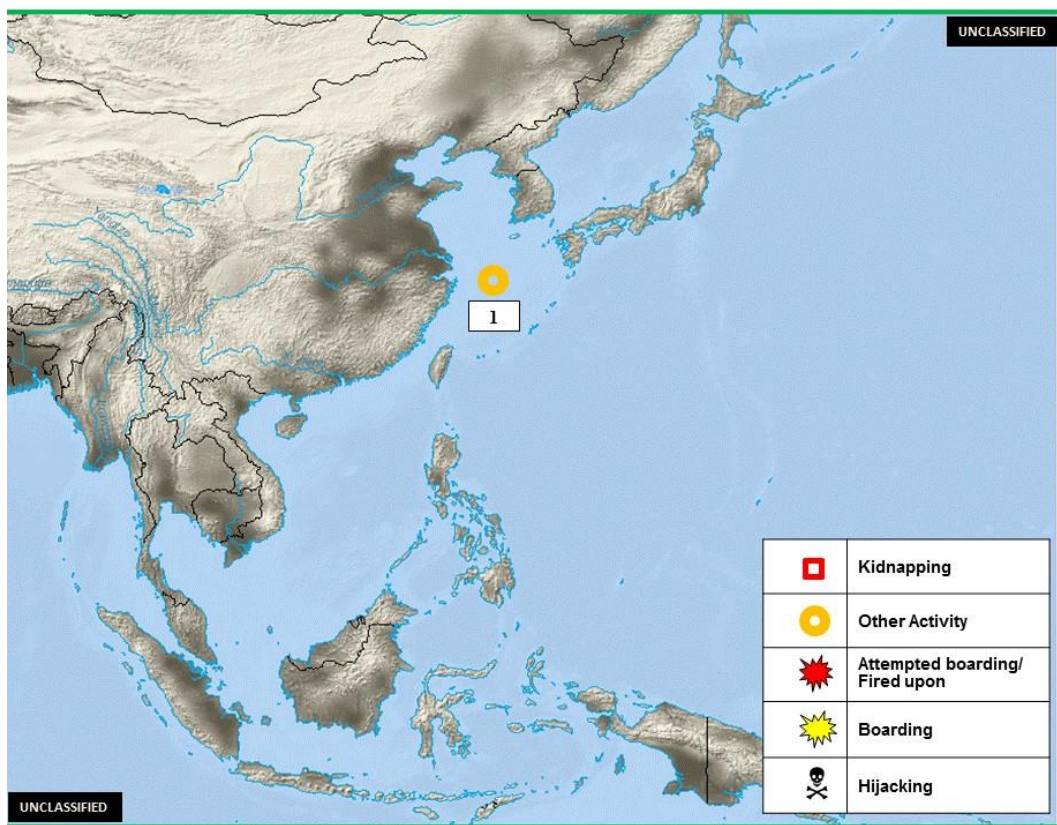 UNCLASSIFIED
1
Kidnapping
Other Activity
Attempted boarding/
Fired upon
Boarding
Hijacking
UNCLASSIFIED